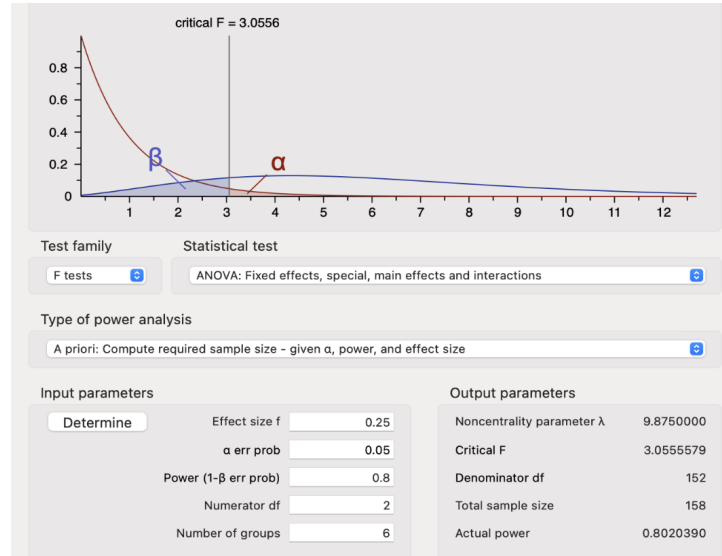 critical F = 3.0556
0.8
0.6
0.4
β α
0.2
0
1 2 3 4 5 6 7 8 9 10 11 12
Test family Statistical test
F tests ANOVA: Fixed effects, special, main effects and interactions
Type of power analysis
A priori: Compute required sample size - given α, power, and effect size
Input parameters Output parameters
Determine Effect size f 0.25 Noncentrality parameter λ 9.8750000
α err prob 0.05 Critical F 3.0555579
Power (1-β err prob) 0.8 Denominator df 152
Numerator df 2 Total sample size 158
Number of groups 6 Actual power 0.8020390